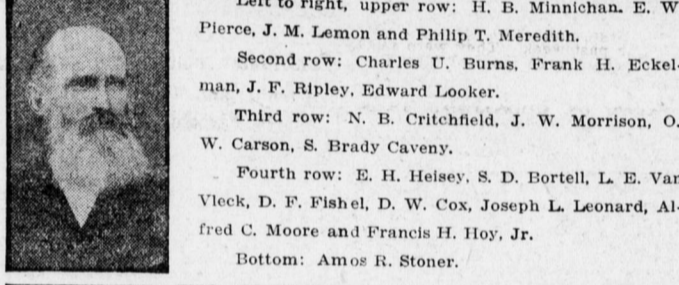 Left to right, upper row: H. B. Minnichan. E. W
Pierce, J. M. Lemon and Philip T. Meredith.
Second row: Charles U. Burns, Frank H. Eckel-
man, J. F. Ripley, Edward Looker.
Third row: N. B. Critchfield, J. W. Morrison, O.
W. Carson, S. Brady Caveny.
Fourth row: E. H. Heisey, S. D. Bortell, L. E. Van
Vleck, D. F. Fishel, D. W. Cox, Joseph L. Leonard, Al-
fred C. Moore and Francis H. Hoy, Jr.
Bottom: Amos R. Stoner.